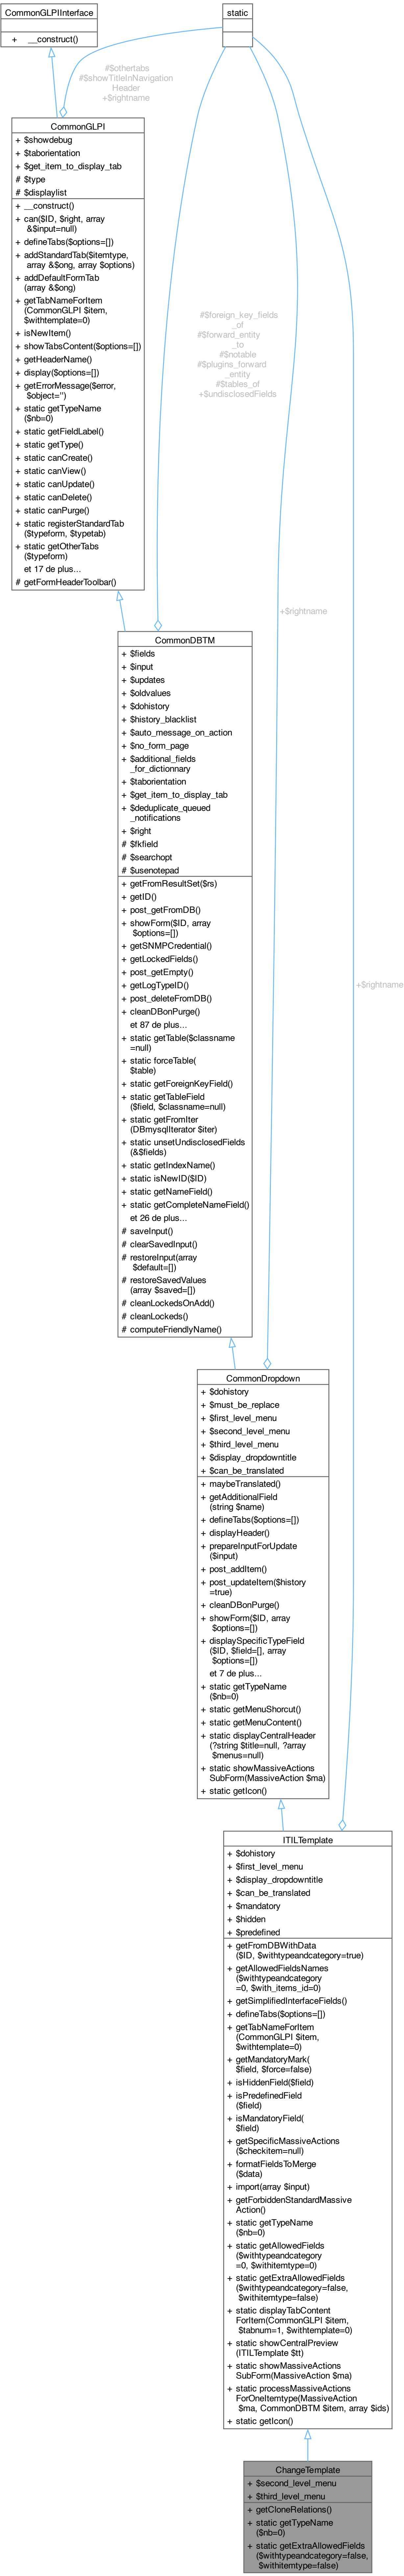 CommonGLPIInterface
+ __construct()
static
#$othertabs
#$showTitleInNavigation
Header
+$rightname
CommonGLPI
+ $showdebug
+ $taborientation
+ $get_item_to_display_tab
# $type
# $displaylist
+ __construct()
+ can($ID, $right, array
&$input=null)
+ defineTabs($options=[])
+ addStandardTab($itemtype,
array &$ong, array $options)
+ addDefaultFormTab
(array &$ong)
+ getTabNameForItem
(CommonGLPI $item,
$withtemplate=0)
+ isNewItem()
+ showTabsContent($options=[])
+ getHeaderName()
+ display($options=[])
+ getErrorMessage($error,
$object='')
+ static getTypeName
($nb=0)
+ static getFieldLabel()
+ static getType()
+ static canCreate()
+ static canView()
+ static canUpdate()
+ static canDelete()
+ static canPurge()
+ static registerStandardTab
($typeform, $typetab)
+ static getOtherTabs
($typeform)
et 17 de plus...
# getFormHeaderToolbar()
#$foreign_key_fields
_of
#$forward_entity
_to
#$notable
#$plugins_forward
_entity
#$tables_of
+$undisclosedFields
+$rightname
CommonDBTM
+ $fields
+ $input
+ $updates
+ $oldvalues
+ $dohistory
+ $history_blacklist
+ $auto_message_on_action
+ $no_form_page
+ $additional_fields
_for_dictionnary
+ $taborientation
+ $get_item_to_display_tab
+ $deduplicate_queued
_notifications
+ $right
# $fkfield
# $searchopt
# $usenotepad
+ getFromResultSet($rs)
+ getID()
+ post_getFromDB()
+ showForm($ID, array
$options=[])
+ getSNMPCredential()
+ getLockedFields()
+ post_getEmpty()
+ getLogTypeID()
+ post_deleteFromDB()
+ cleanDBonPurge()
et 87 de plus...
+ static getTable($classname
=null)
+ static forceTable(
$table)
+ static getForeignKeyField()
+ static getTableField
($field, $classname=null)
+ static getFromIter
(DBmysqlIterator $iter)
+ static unsetUndisclosedFields
(&$fields)
+ static getIndexName()
+ static isNewID($ID)
+ static getNameField()
+ static getCompleteNameField()
et 26 de plus...
# saveInput()
# clearSavedInput()
# restoreInput(array
$default=[])
# restoreSavedValues
(array $saved=[])
# cleanLockedsOnAdd()
# cleanLockeds()
# computeFriendlyName()
+$rightname
CommonDropdown
+ $dohistory
+ $must_be_replace
+ $first_level_menu
+ $second_level_menu
+ $third_level_menu
+ $display_dropdowntitle
+ $can_be_translated
+ maybeTranslated()
+ getAdditionalField
(string $name)
+ defineTabs($options=[])
+ displayHeader()
+ prepareInputForUpdate
($input)
+ post_addItem()
+ post_updateItem($history
=true)
+ cleanDBonPurge()
+ showForm($ID, array
$options=[])
+ displaySpecificTypeField
($ID, $field=[], array
$options=[])
et 7 de plus...
+ static getTypeName
($nb=0)
+ static getMenuShorcut()
+ static getMenuContent()
+ static displayCentralHeader
(?string $title=null, ?array
$menus=null)
+ static showMassiveActions
SubForm(MassiveAction $ma)
+ static getIcon()
ITILTemplate
+ $dohistory
+ $first_level_menu
+ $display_dropdowntitle
+ $can_be_translated
+ $mandatory
+ $hidden
+ $predefined
+ getFromDBWithData
($ID, $withtypeandcategory=true)
+ getAllowedFieldsNames
($withtypeandcategory
=0, $with_items_id=0)
+ getSimplifiedInterfaceFields()
+ defineTabs($options=[])
+ getTabNameForItem
(CommonGLPI $item,
$withtemplate=0)
+ getMandatoryMark(
$field, $force=false)
+ isHiddenField($field)
+ isPredefinedField
($field)
+ isMandatoryField(
$field)
+ getSpecificMassiveActions
($checkitem=null)
+ formatFieldsToMerge
($data)
+ import(array $input)
+ getForbiddenStandardMassive
Action()
+ static getTypeName
($nb=0)
+ static getAllowedFields
($withtypeandcategory
=0, $withitemtype=0)
+ static getExtraAllowedFields
($withtypeandcategory=false,
$withitemtype=false)
+ static displayTabContent
ForItem(CommonGLPI $item,
$tabnum=1, $withtemplate=0)
+ static showCentralPreview
(ITILTemplate $tt)
+ static showMassiveActions
SubForm(MassiveAction $ma)
+ static processMassiveActions
ForOneItemtype(MassiveAction
$ma, CommonDBTM $item, array $ids)
+ static getIcon()
ChangeTemplate
+ $second_level_menu
+ $third_level_menu
+ getCloneRelations()
+ static getTypeName
($nb=0)
+ static getExtraAllowedFields
($withtypeandcategory=false,
$withitemtype=false)